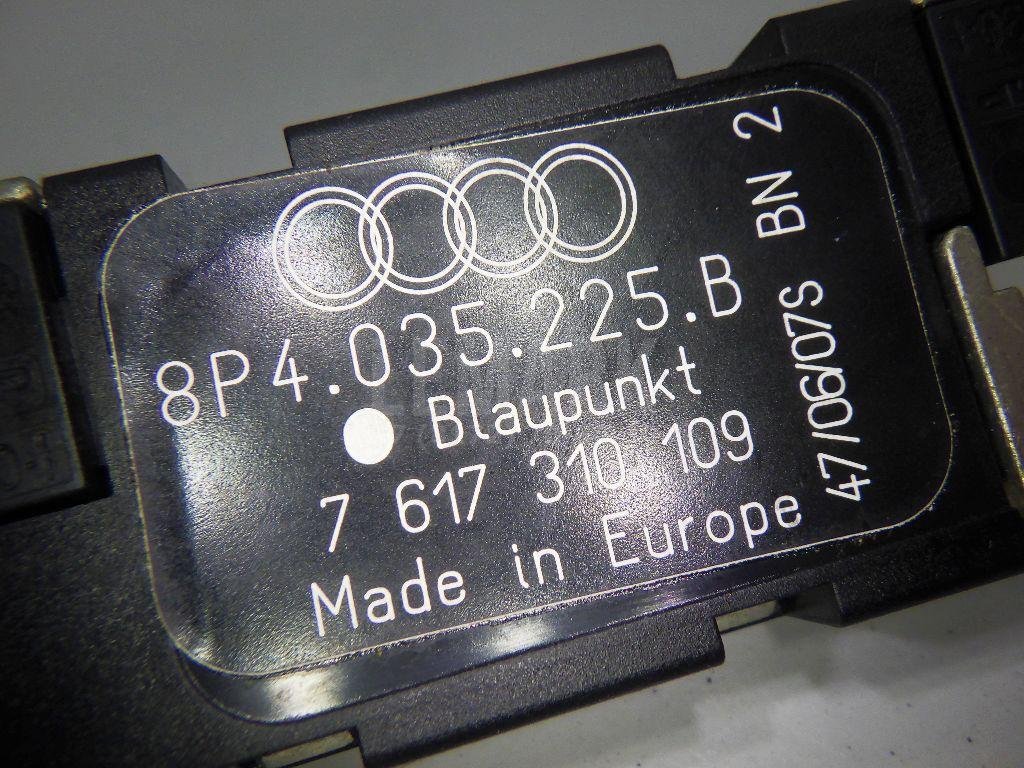 8P4.035.225.B
Blaupunkt
7 617 310 109
Made in Europe
47/06/07S BN 2